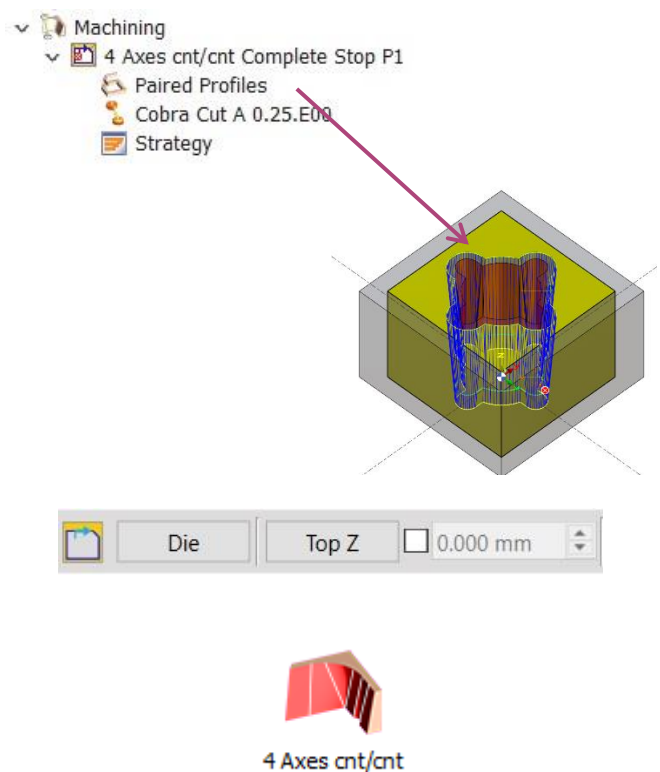 Machining
4 Axes cnt/cnt Complete Stop P1
Paired Profiles
Cobra Cut A 0.25.E00
Strategy
Die
Top Z
0.000 mm
4 Axes cnt/cnt